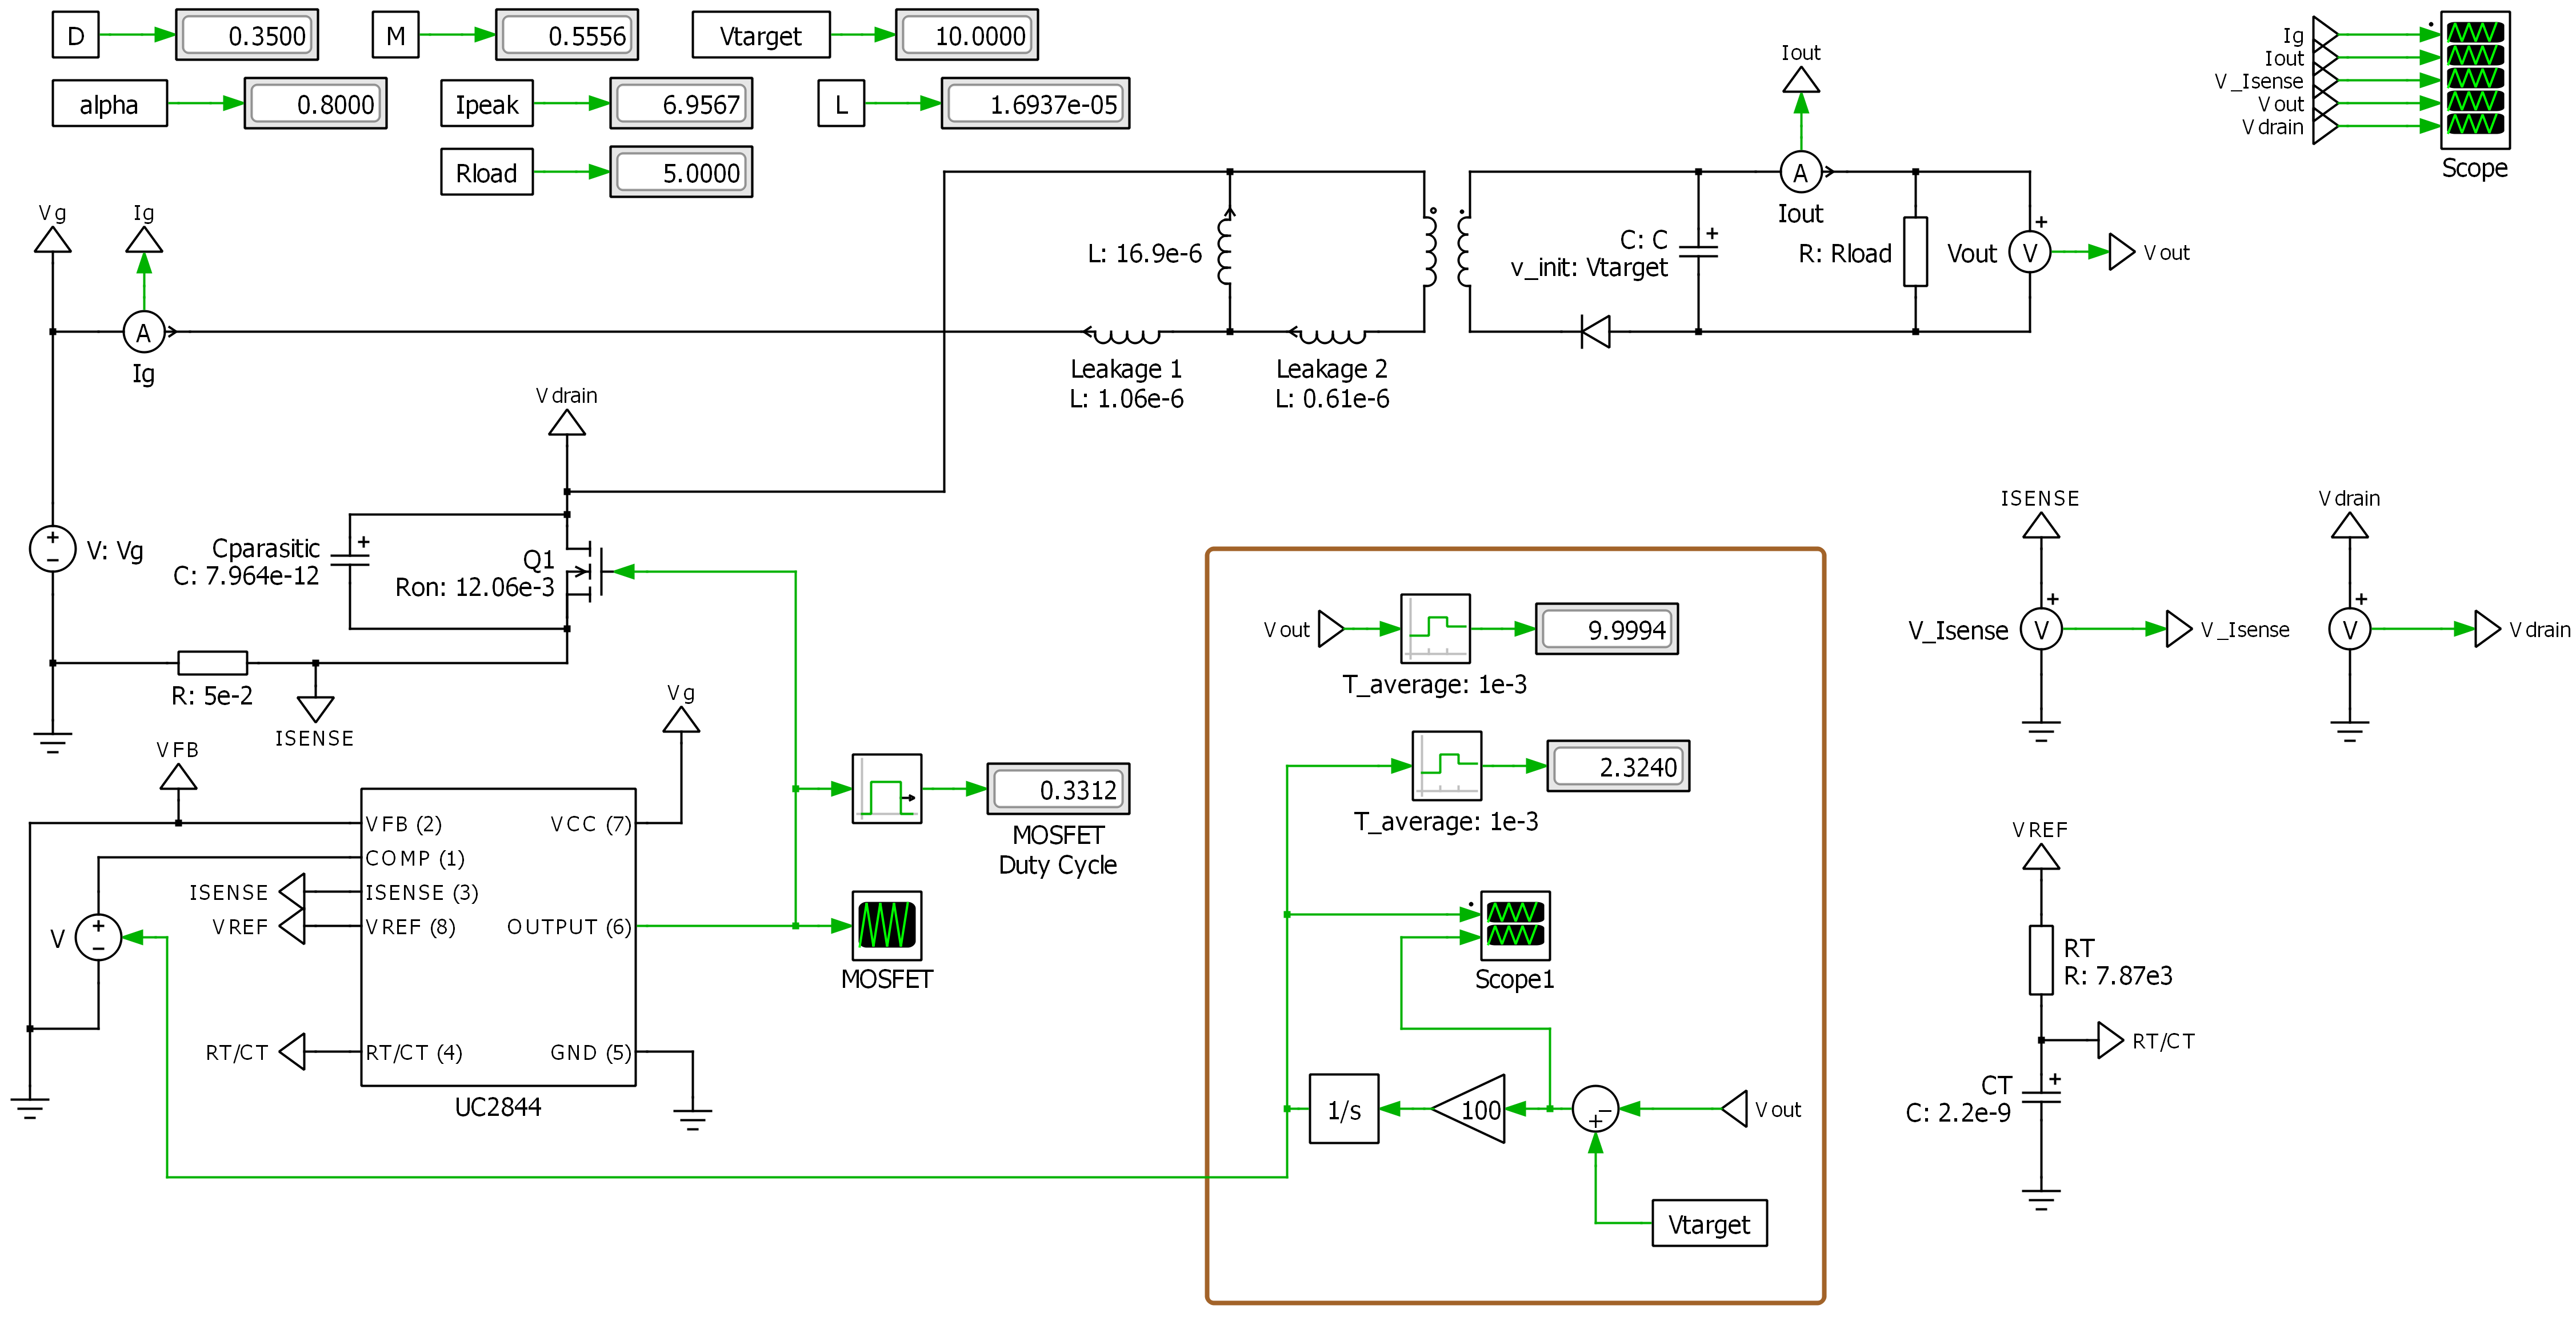 D
0.3500
M
0.5556
Vtarget
10.0000
alpha
0.8000
Ipeak
6.9567
L
1.6937e-05
Rload
5.0000
Ig
Iout
V_Isense
Vout
Vdrain
Scope
Vg
Ig
A
Ig
Iout
A
Iout
L: 16.9e-6
C: C
v_init: Vtarget
R: Rload
Vout
V
Vout
Leakage 1
L: 1.06e-6
Leakage 2
L: 0.61e-6
Vdrain
V: Vg
Cparasitic
C: 7.964e-12
Q1
Ron: 12.06e-3
R: 5e-2
ISENSE
VFB
Vg
VFB (2)
COMP (1)
ISENSE (3)
VREF (8)
RT/CT (4)
VCC (7)
OUTPUT (6)
GND (5)
ISENSE
VREF
RT/CT
V
UC2844
0.3312
MOSFET
Duty Cycle
MOSFET
Vout
9.9994
T_average: 1e-3
2.3240
T_average: 1e-3
Scope1
1/s
100
Vout
Vtarget
ISENSE
V_Isense
V
V_Isense
Vdrain
V
Vdrain
VREF
RT
R: 7.87e3
RT/CT
CT
C: 2.2e-9